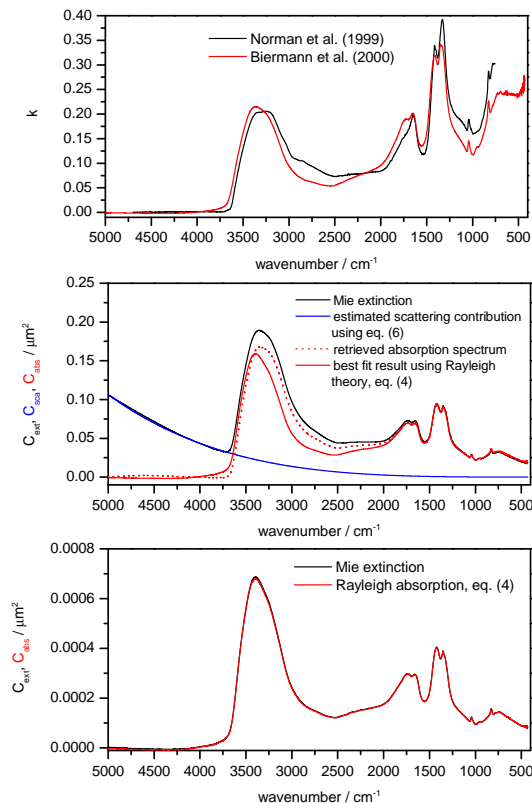 0.40
0.35
0.30
0.25
0.20
0.15
0.10
0.05
0.00
k
Norman et al. (1999)
Biermann et al. (2000)
5000 4500 4000 3500 3000 2500 2000 1500 1000 500
wavenumber / cm⁻¹
0.25
0.20
0.15
0.10
0.05
0.00
C_ext, C_sca, C_abs / μm²
Mie extinction
estimated scattering contribution
using eq. (6)
retrieved absorption spectrum
best fit result using Rayleigh
theory, eq. (4)
5000 4500 4000 3500 3000 2500 2000 1500 1000 500
wavenumber / cm⁻¹
0.0008
0.0006
0.0004
0.0002
0.0000
C_ext, C_abs / μm²
Mie extinction
Rayleigh absorption, eq. (4)
5000 4500 4000 3500 3000 2500 2000 1500 1000 500
wavenumber / cm⁻¹